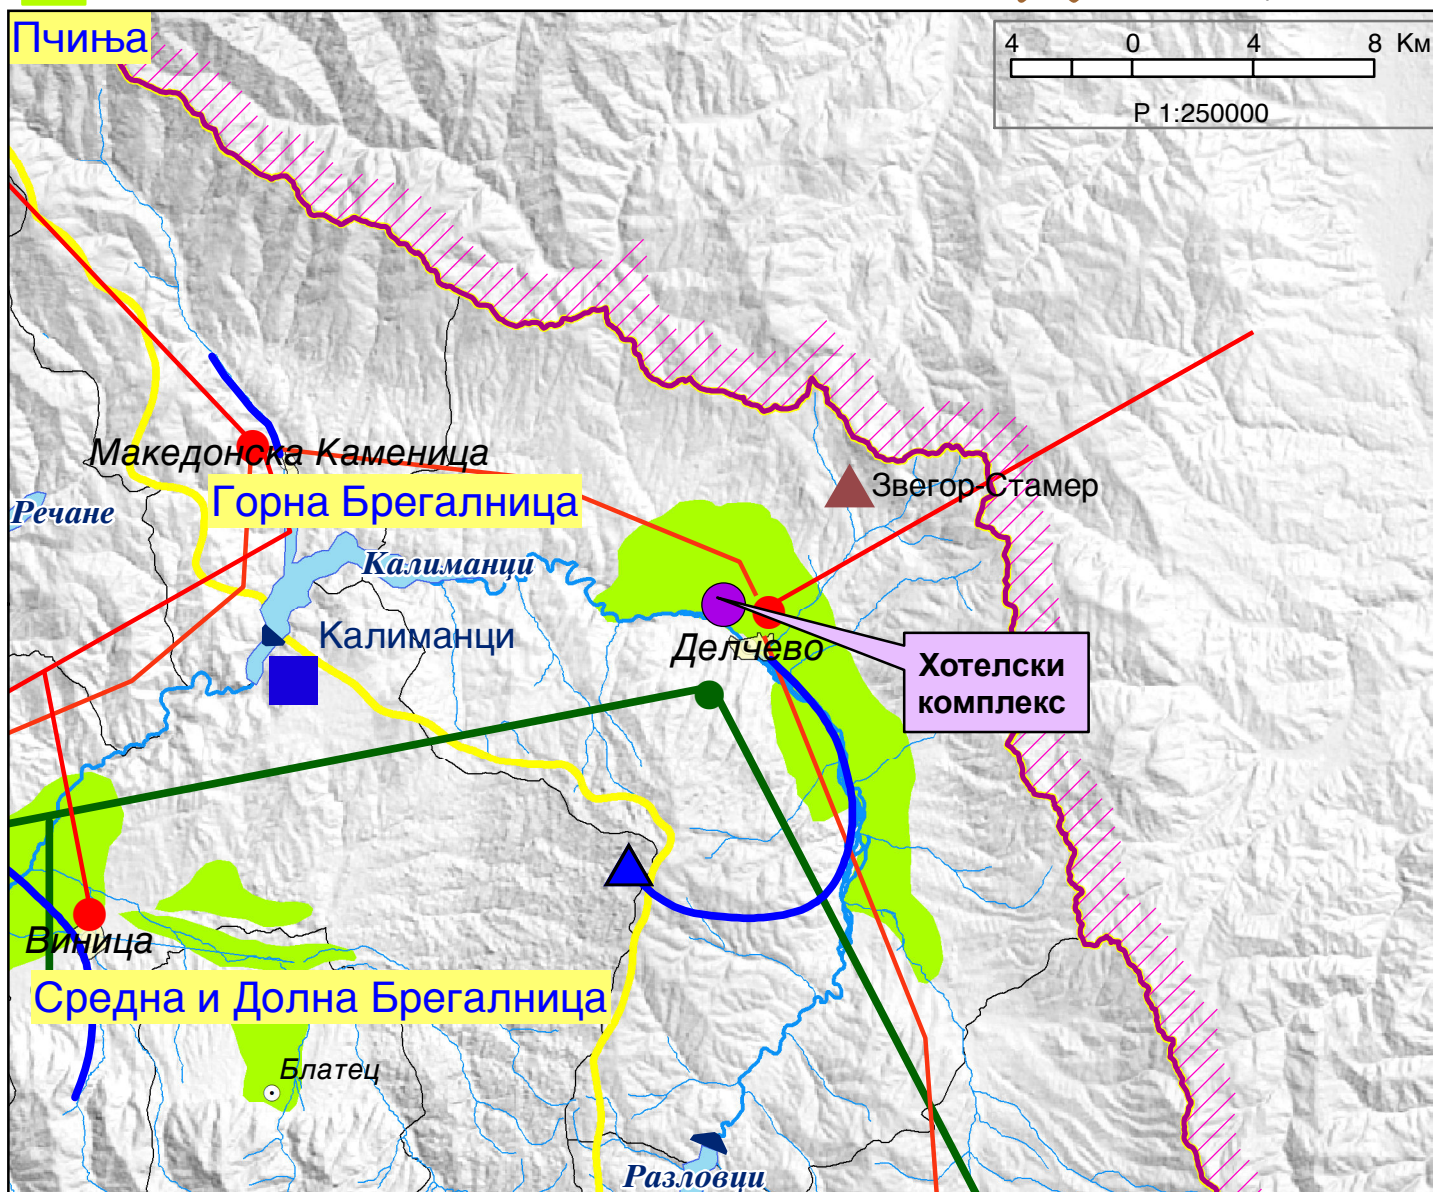 Пчиња
4 0 4 8 Км
Р 1:250000
Македонска Каменица
Звегор-Стамер
Горна Брегалница
Речане
Калиманци
Калиманци
Делчево
Хотелски
комплекс
Виница
Средна и Долна Брегалница
Блатец
Разловци